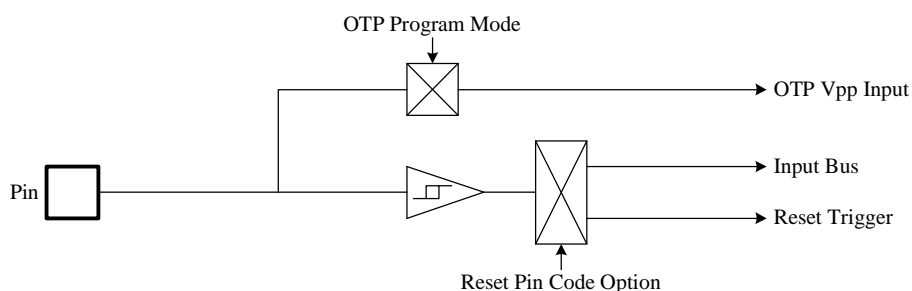 OTP Program Mode
OTP Vpp Input
Pin
Input Bus
Reset Trigger
Reset Pin Code Option